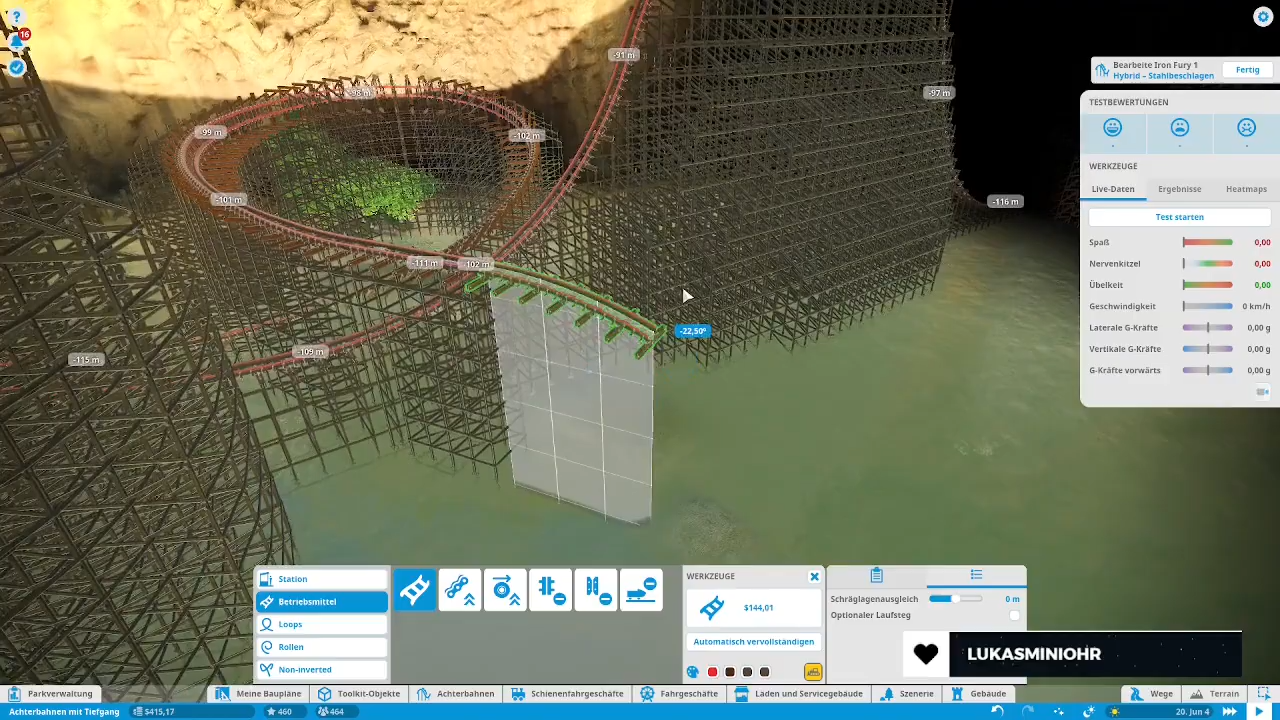 ?
16
-91 m
Bearbeite Iron Fury 1
Hybrid – Stahlbeschlagen
Fertig
-98 m
-97 m
TESTBEWERTUNGEN
-99 m
-102 m
-
-
-
WERKZEUGE
Live-Daten
Ergebnisse
Heatmaps
-101 m
-116 m
Test starten
Spaß
0,00
-111 m
-102 m
Nervenkitzel
0,00
Übelkeit
0,00
Geschwindigkeit
0 km/h
-22,50°
Laterale G-Kräfte
0,00 g
-109 m
-115 m
Vertikale G-Kräfte
0,00 g
G-Kräfte vorwärts
0,00 g
Station
Betriebsmittel
Loops
Rollen
Non-inverted
WERKZEUGE
$144,01
Automatisch vervollständigen
Schräglagenausgleich
0 m
Optionaler Laufsteg
LUKASMINIOHR
Parkverwaltung
Meine Baupläne
Toolkit-Objekte
Achterbahnen
Schienenfahrgeschäfte
Fahrgeschäfte
Läden und Servicegebäude
Szenerie
Gebäude
Wege
Terrain
Achterbahnen mit Tiefgang
$415,17
460
464
20. Jun 4